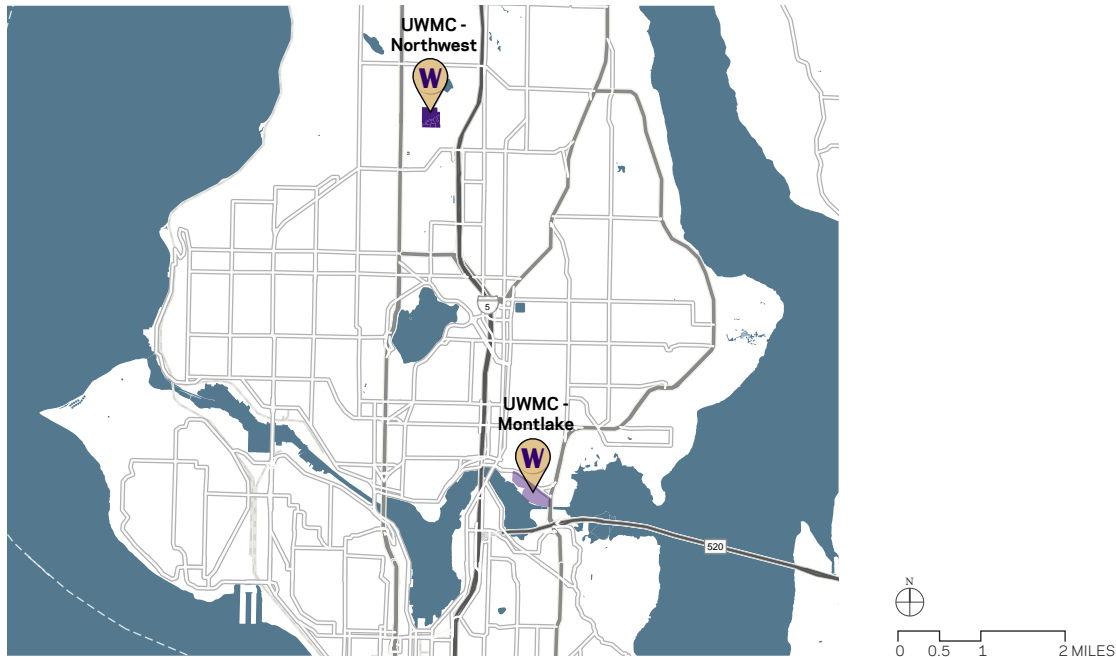 UWMC -
Northwest
W
5
UWMC -
Montlake
W
520
N
0 0.5 1 2 MILES